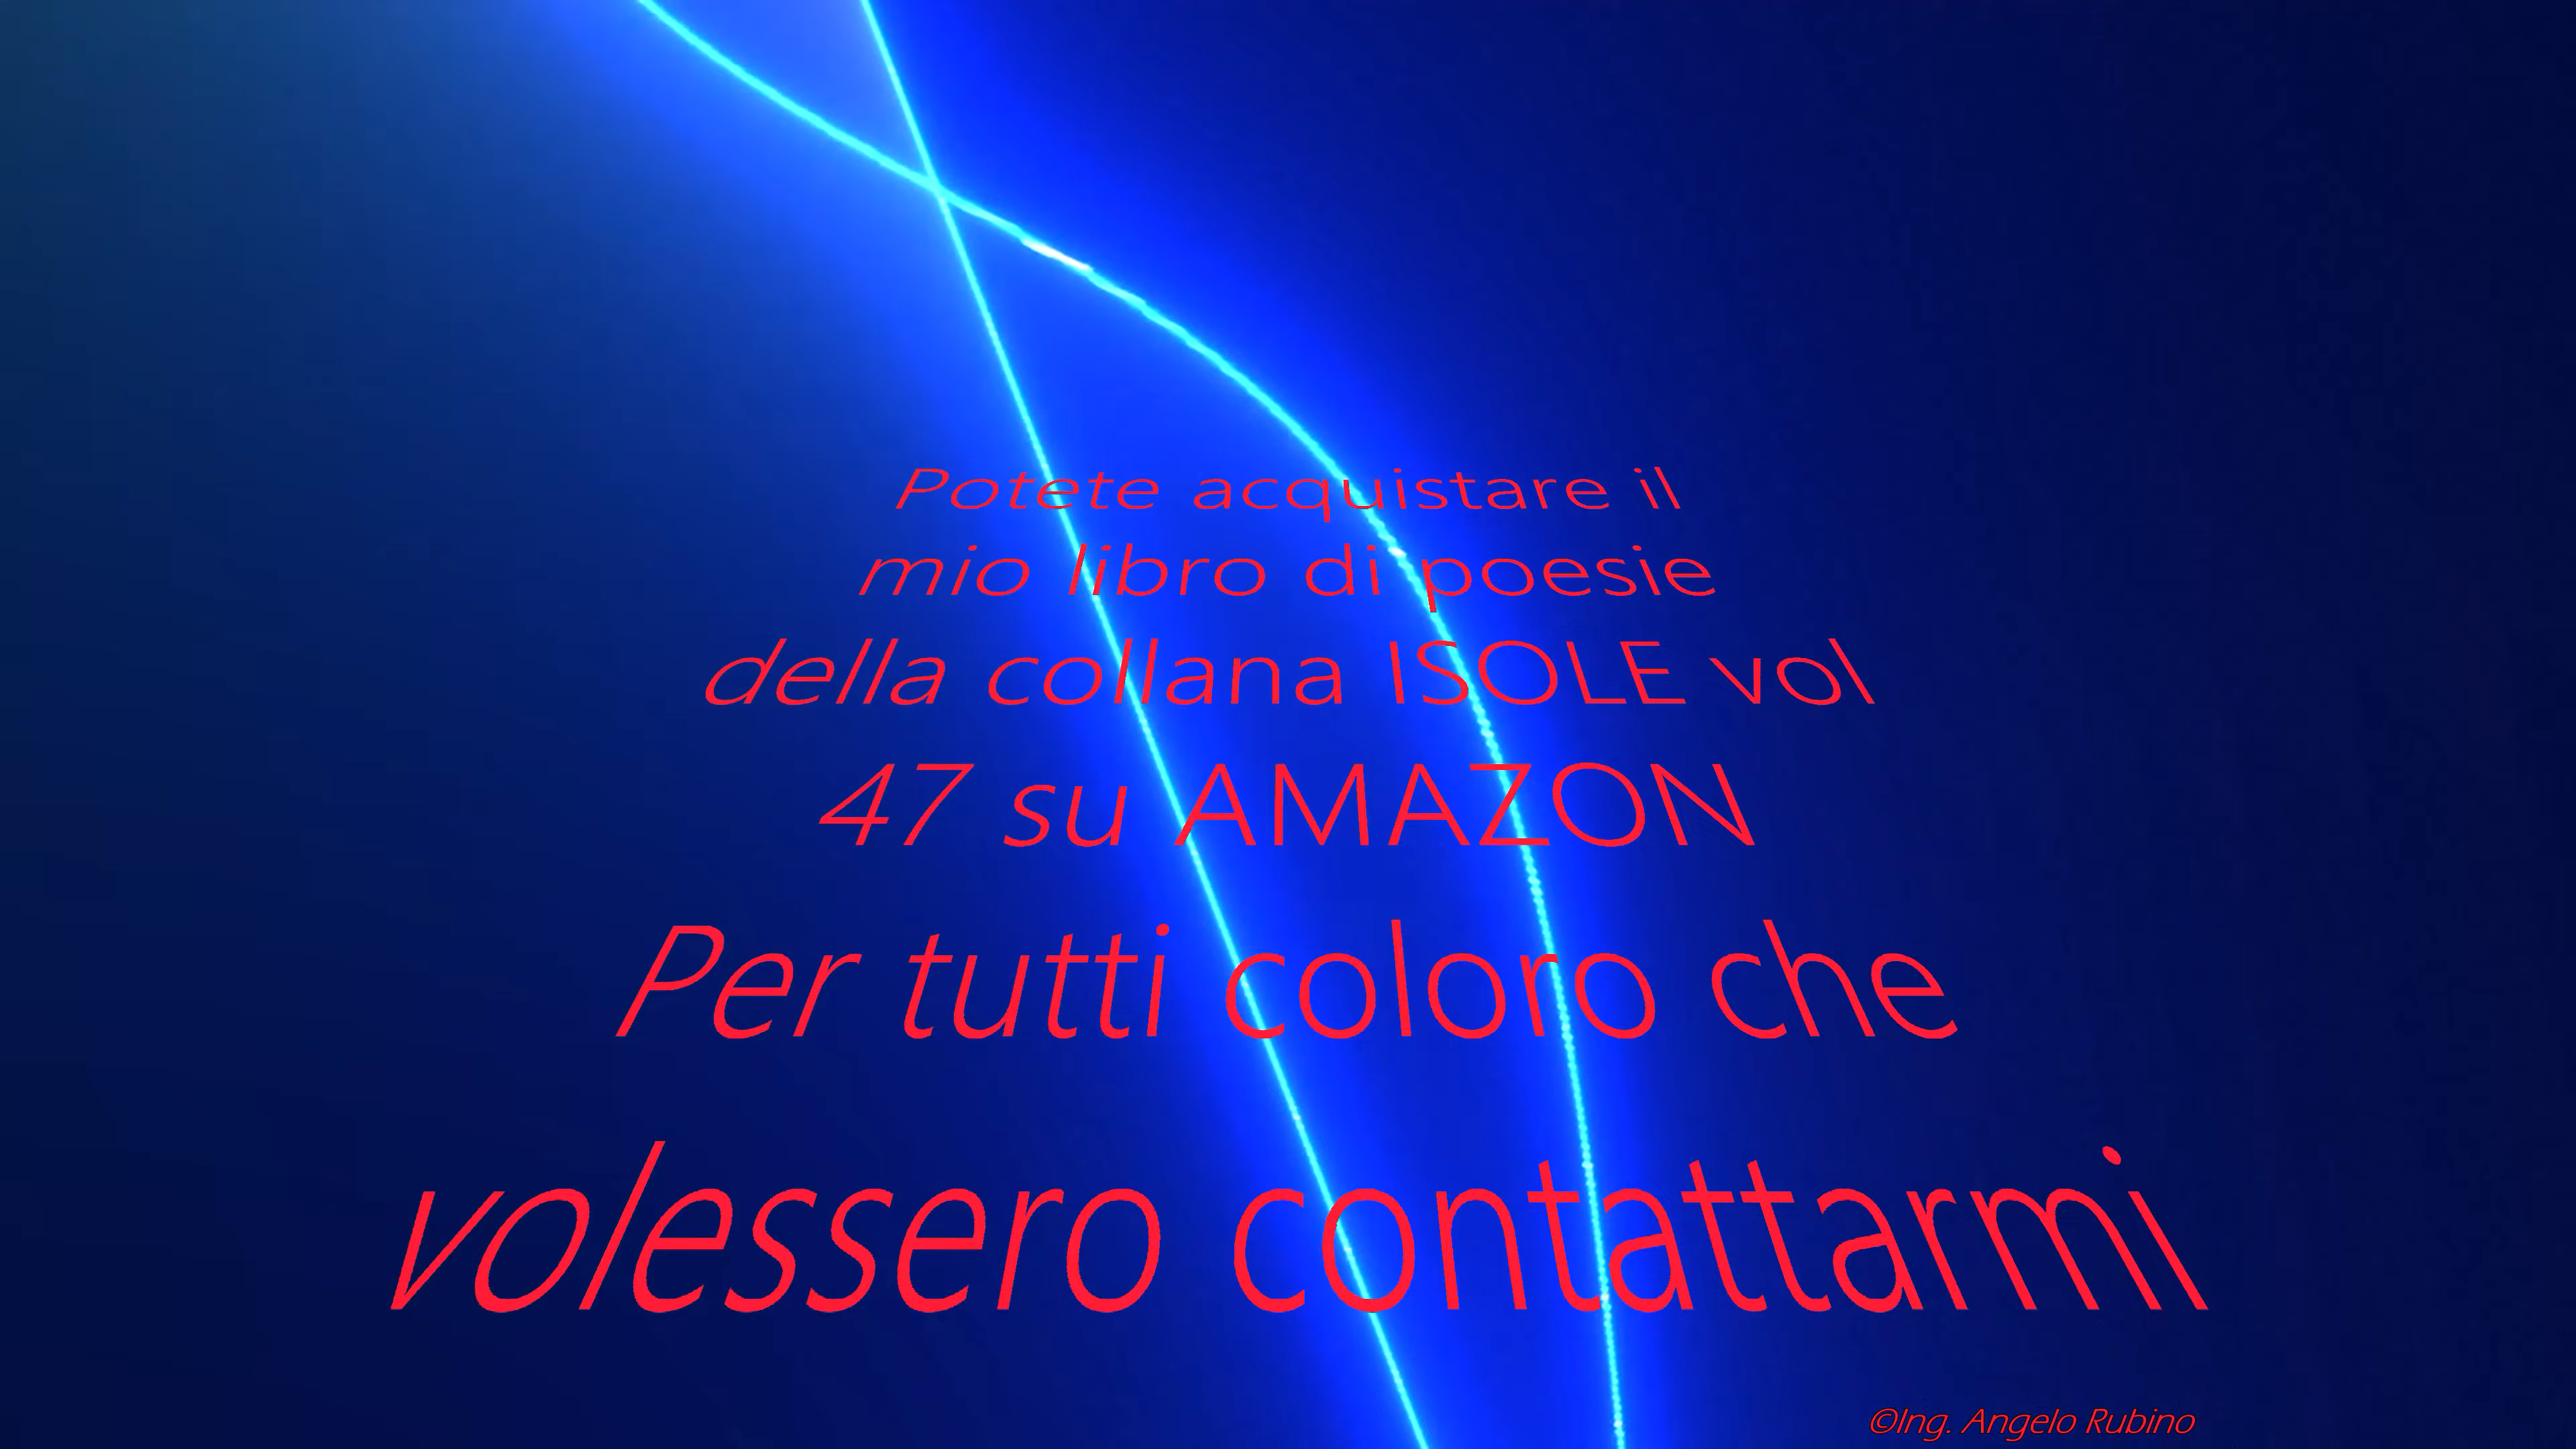 Potete acquistare il
mio libro di poesie
della collana ISOLE vol
47 su AMAZON
Per tutti coloro che
volessero contattarmi
©Ing. Angelo Rubino